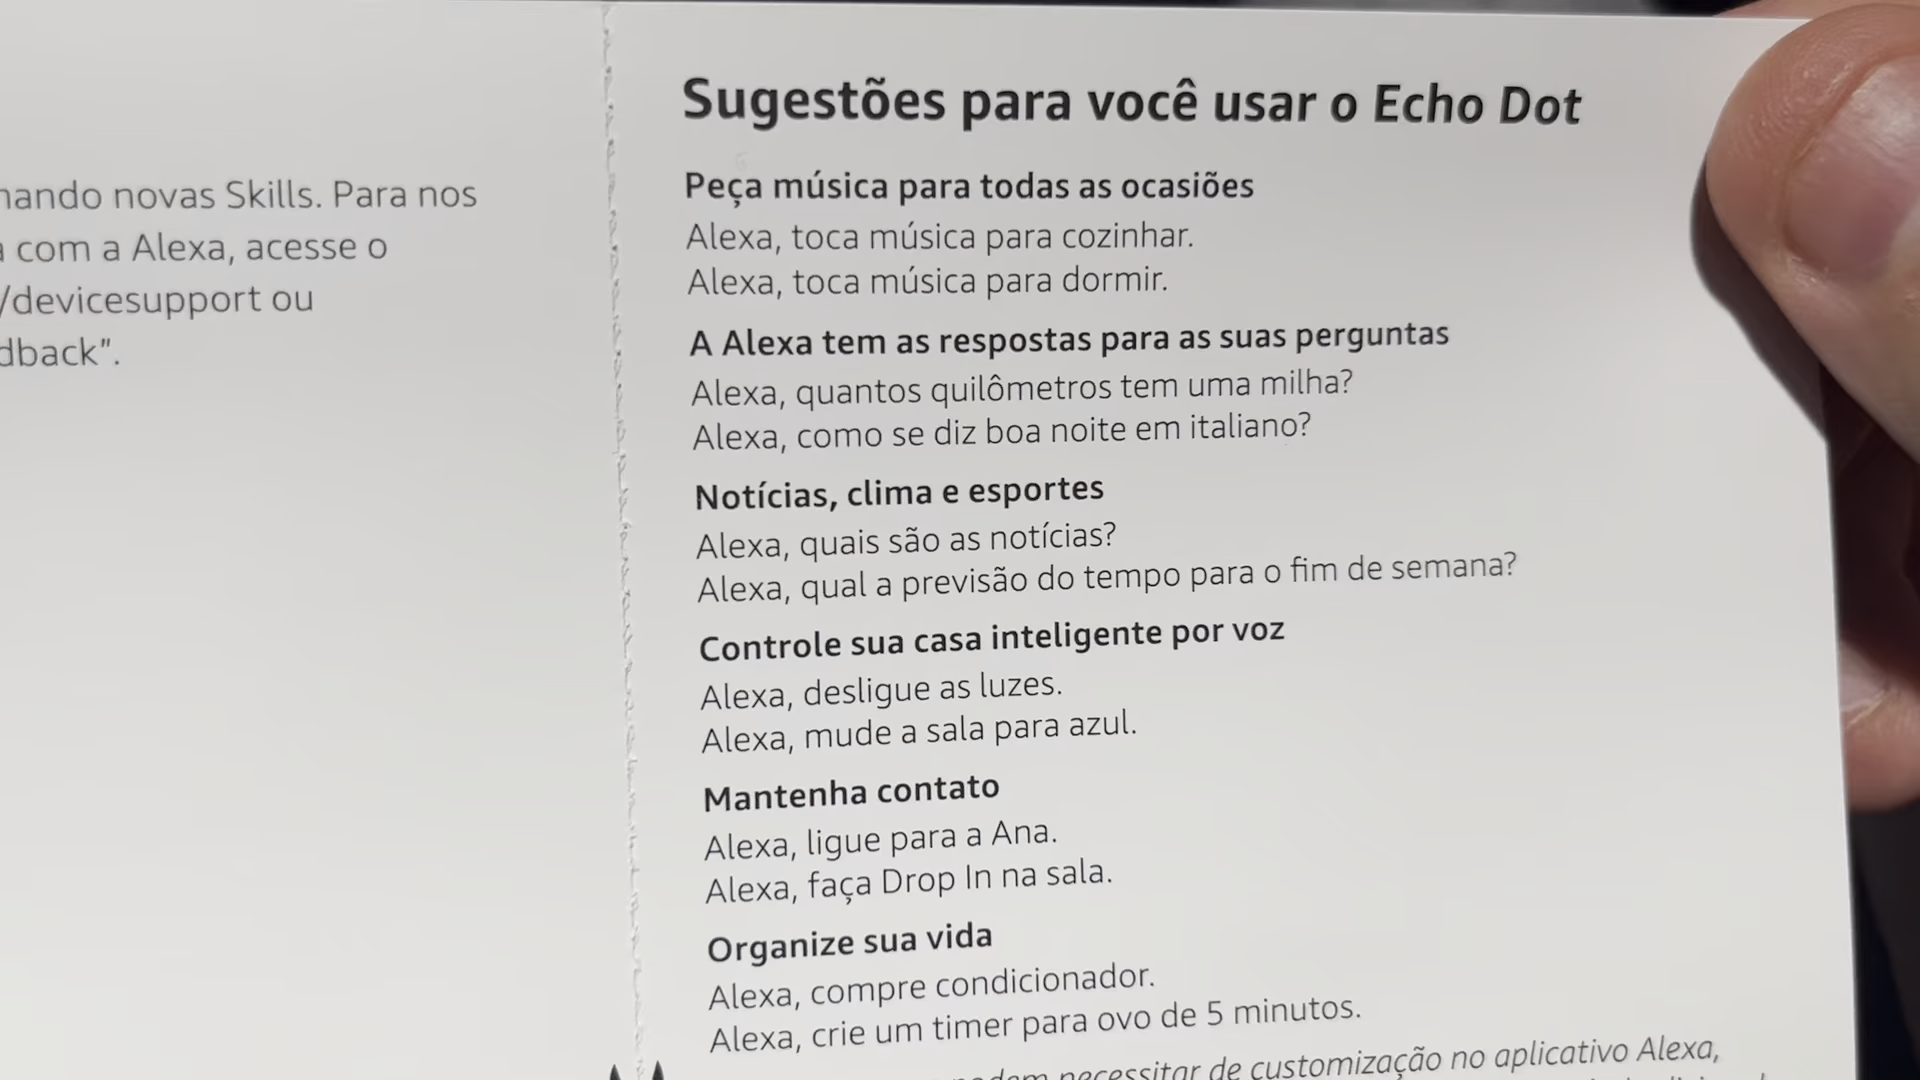 novas Skills. Para nos
com a Alexa, acesse o
/devicesupport ou
Sugestões para você usar o Echo Dot
Peça música para todas as ocasiões
Alexa, toca música para cozinhar.
Alexa, toca música para dormir.
A Alexa tem as respostas para as suas perguntas
Alexa, quantos quilômetros tem uma milha?
Alexa, como se diz boa noite em italiano?
Notícias, clima e esportes
Alexa, quais são as notícias?
Alexa, qual a previsão do tempo para o fim de semana?
Controle sua casa inteligente por voz
Alexa, desligue as luzes.
Alexa, mude a sala para azul.
Mantenha contato
Alexa, ligue para a Ana.
Alexa, faça Drop In na sala.
Organize sua vida
Alexa, compre condicionador.
Alexa, crie um timer para ovo de 5 minutos.
necessitar de customização no aplicativo Alexa,